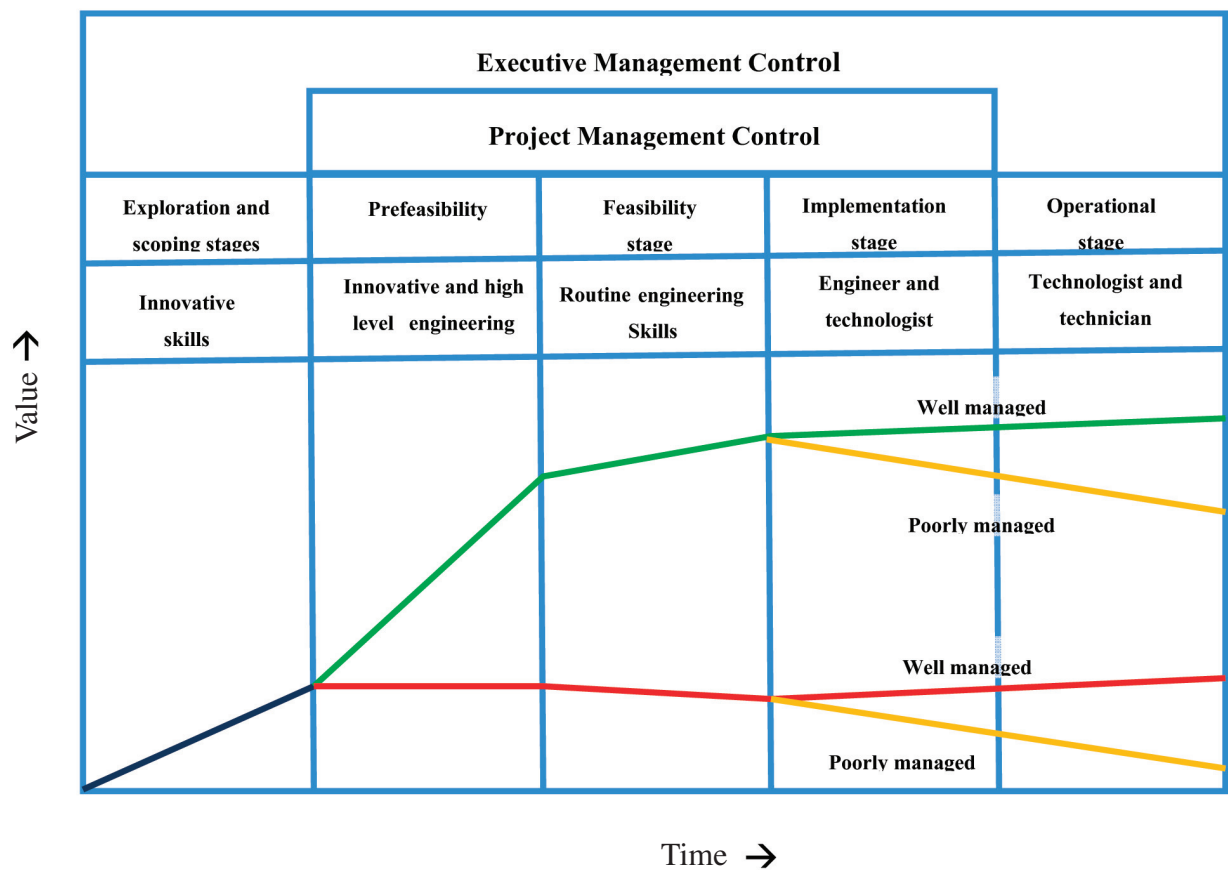 Executive Management Control
Project Management Control
Exploration and
scoping stages
Prefeasibility
Feasibility
stage
Implementation
stage
Operational
stage
Innovative
skills
Innovative and high
level engineering
Routine engineering
Skills
Engineer and
technologist
Technologist and
technician
Value →
Well managed
Poorly managed
Well managed
Poorly managed
Time →